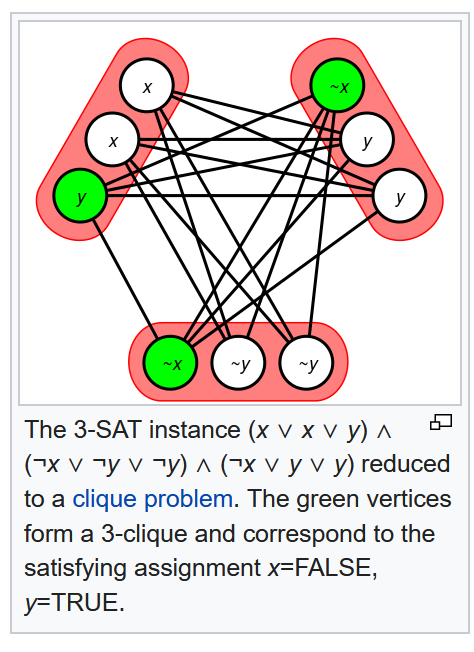 x
~x
x
y
y
y
~x
~y
~y
The 3-SAT instance (x ∨ x ∨ y) ∧
(¬x ∨ ¬y ∨ ¬y) ∧ (¬x ∨ y ∨ y) reduced
to a clique problem. The green vertices
form a 3-clique and correspond to the
satisfying assignment x=FALSE,
y=TRUE.